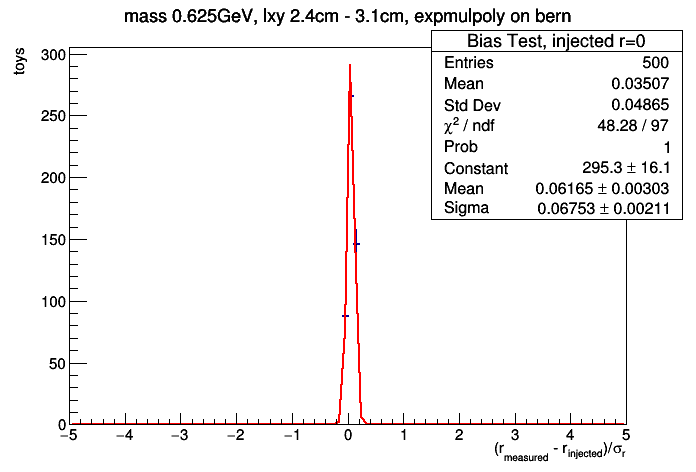 mass 0.625GeV, lxy 2.4cm - 3.1cm, expmulpoly on bern
Bias Test, injected r=0
Entries 500
Mean 0.03507
Std Dev 0.04865
χ² / ndf 48.28 / 97
Prob 1
Constant 295.3 ± 16.1
Mean 0.06165 ± 0.00303
Sigma 0.06753 ± 0.00211
toys
300
250
200
150
100
50
0
−5 −4 −3 −2 −1 0 1 2 3 4 5
(r_measured - r_injected)/σ_r